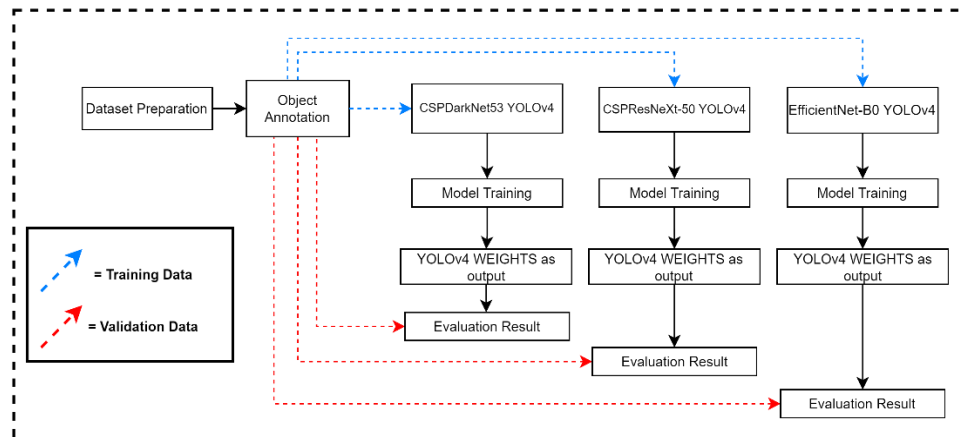 Dataset Preparation
Object
Annotation
CSPDarkNet53 YOLOv4
CSPResNeXt-50 YOLOv4
EfficientNet-B0 YOLOv4
Model Training
Model Training
Model Training
YOLOv4 WEIGHTS as
output
YOLOv4 WEIGHTS as
output
YOLOv4 WEIGHTS as
output
Evaluation Result
Evaluation Result
Evaluation Result
= Training Data
= Validation Data